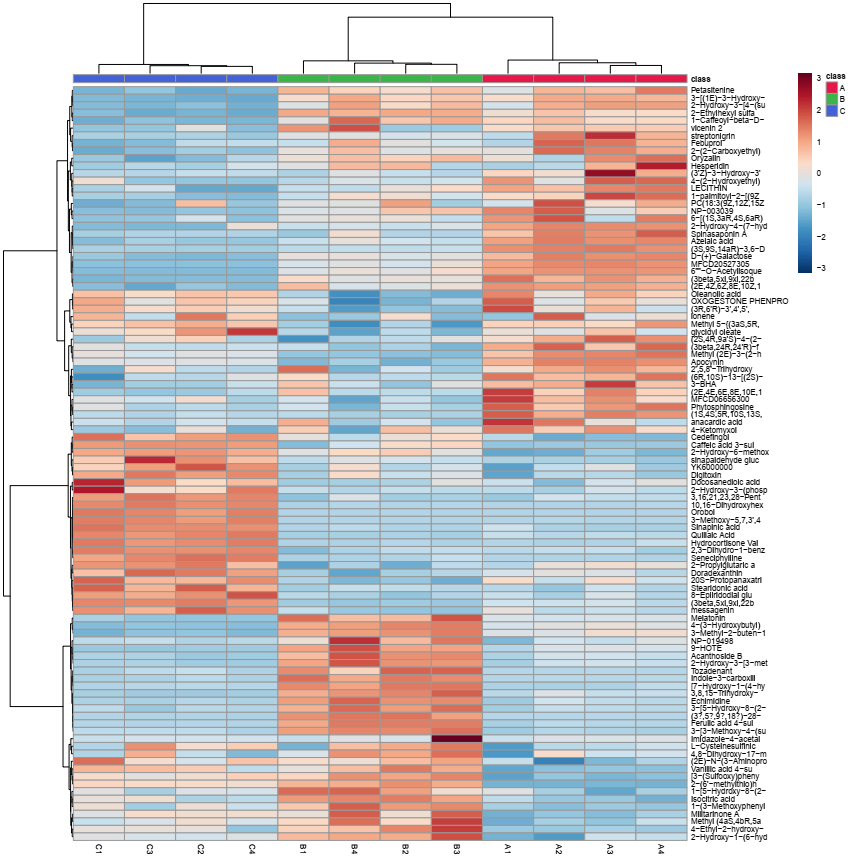 class
3
2
1
0
−1
−2
−3
class
A
B
C
Petasitenine
3−[(1E)−3−Hydroxy−
2−Hydroxy−3−[4−(su
2−Ethylhexyl sulfa
1−Caffeoyl−beta−D−
vicenin 2
streptonigrin
Febuprol
2−(2−Carboxyethyl)
Oryzalin
Hesperidin
(3'Z)−3−Hydroxy−3'
4−(2−Hydroxyethyl)
LECITHIN
1−palmitoyl−2−[(9Z
PC(18:3(9Z,12Z,15Z
NP−003039
6−[(1S,3aR,4S,6aR)
2−Hydroxy−4−(7−hyd
Spinasaponin A
Azelaic acid
(3S,9S,14aR)−3,6−D
D−(+)−Galactose
MFCD20527305
6""−O−Acetylisoque
(3beta,5xi,9xi,22b
(2E,4Z,6Z,8E,10Z,1
Oleanolic acid
OXOGESTONE PHENPRO
(3R,6'R)−3',4',5',
Ionene
Methyl 5−{(3aS,5R,
glycidyl oleate
(2S,4R,9a'S)−4−(2−
(3beta,24R,24'R)−f
Methyl (2E)−3−(2−h
Apocynin
2',5,8'−Trihydroxy
(6R,10S)−13−[(2S)−
3−BHA
(2E,4E,6E,8E,10E,1
MFCD06656300
Phytosphingosine
(1S,4S,5R,10S,13S,
anacardic acid
4−Ketomyxol
Cedefingol
Caffeic acid 3−sul
2−Hydroxy−6−methox
sinapaldehyde gluc
YK6000000
Digitoxin
Docosanedioic acid
2−Hydroxy−3−(phosp
3,16,21,23,28−Pent
10,16−Dihydroxyhex
Orobol
3−Methoxy−5,7,3',4
Sinapinic acid
Quillaic Acid
Hydrocortisone Val
2,3−Dihydro−1−benz
Seneciphylline
2−Propylglutaric a
Doradexanthin
20S−Protopanaxatri
Stearidonic acid
8−Epiiridodial glu
(3beta,5xi,9xi,22b
messagenin
Melatonin
4−(3−Hydroxybutyl)
3−Methyl−2−buten−1
NP−019498
9−HOTE
Acanthoside B
2−Hydroxy−3−[3−met
Tozadenant
Indole−3−carboxili
[7−Hydroxy−1−(4−hy
3,8,15−Trihydroxy−
Echimidine
3−[5−Hydroxy−8−(2−
(3?,5?,9?,18?)−28−
Ferulic acid 4−sul
3−[3−Methoxy−4−(su
Imidazole−4−acetal
L−Cysteinesulfinic
4,8−Dihydroxy−17−m
(2E)−N−(3−Aminopro
Vanillic acid 4−su
[3−(Sulfooxy)pheny
2−(6'−methylthio)h
1−[5−Hydroxy−8−(2−
Isocitric acid
1−(3−Methoxyphenyl
Militarinone A
Methyl (4aS,4bR,5a
4−Ethyl−2−hydroxy−
2−Hydroxy−1−(6−hyd
C1
C3
C2
C4
B1
B4
B2
B3
A1
A2
A3
A4